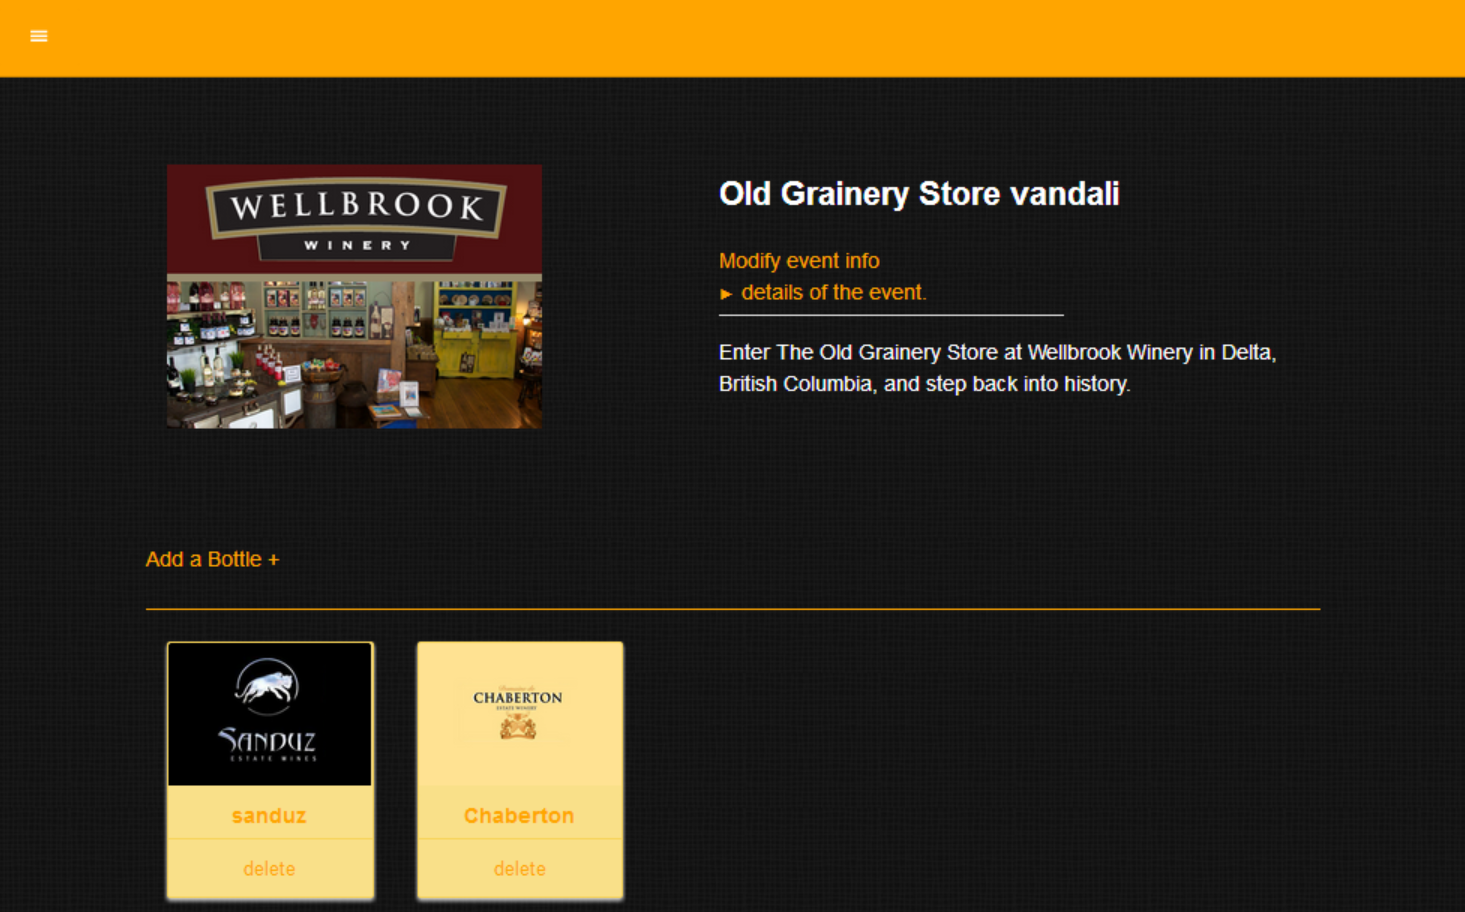 WELLBROOK
WINERY
Old Grainery Store vandali
Modify event info
► details of the event.
Enter The Old Grainery Store at Wellbrook Winery in Delta,
British Columbia, and step back into history.
Add a Bottle +
SANDUZ
ESTATE WINES
sanduz
delete
CHABERTON
ESTATE WINERY
Chaberton
delete